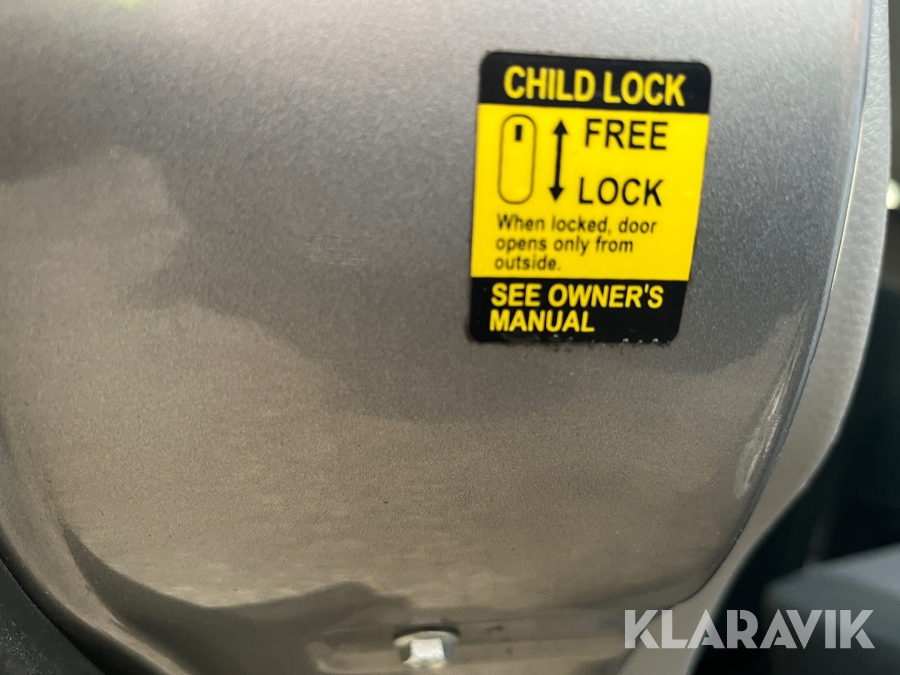 CHILD LOCK
FREE
LOCK
When locked, door
opens only from
outside.
SEE OWNER'S
MANUAL
KLARAVIK